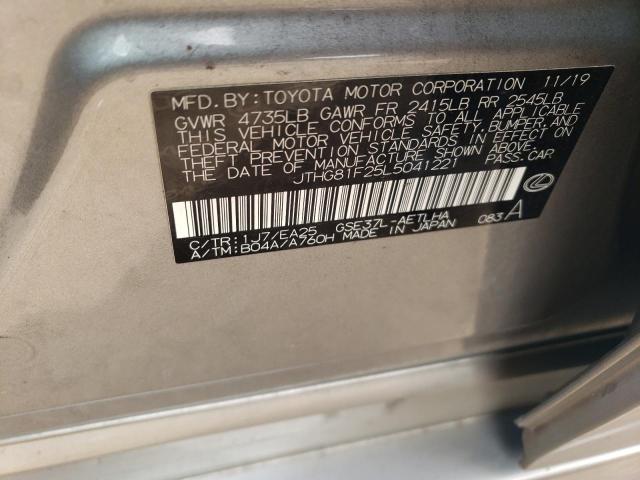 MFD.BY:TOYOTA MOTOR CORPORATION 11/19
GVWR 4735LB GAWR FR 2415LB RR 2545LB
THIS VEHICLE CONFORMS TO ALL APPLICABLE
FEDERAL MOTOR VEHICLE SAFETY,BUMPER,AND
THEFT PREVENTION STANDARDS IN EFFECT ON
THE DATE OF MANUFACTURE SHOWN ABOVE.
JTHG81F25L5041221 PASS.CAR
C/TR:1J7/EA25 GSE37L-AETLHA
A/TM:B04A/A760H MADE IN JAPAN 083A